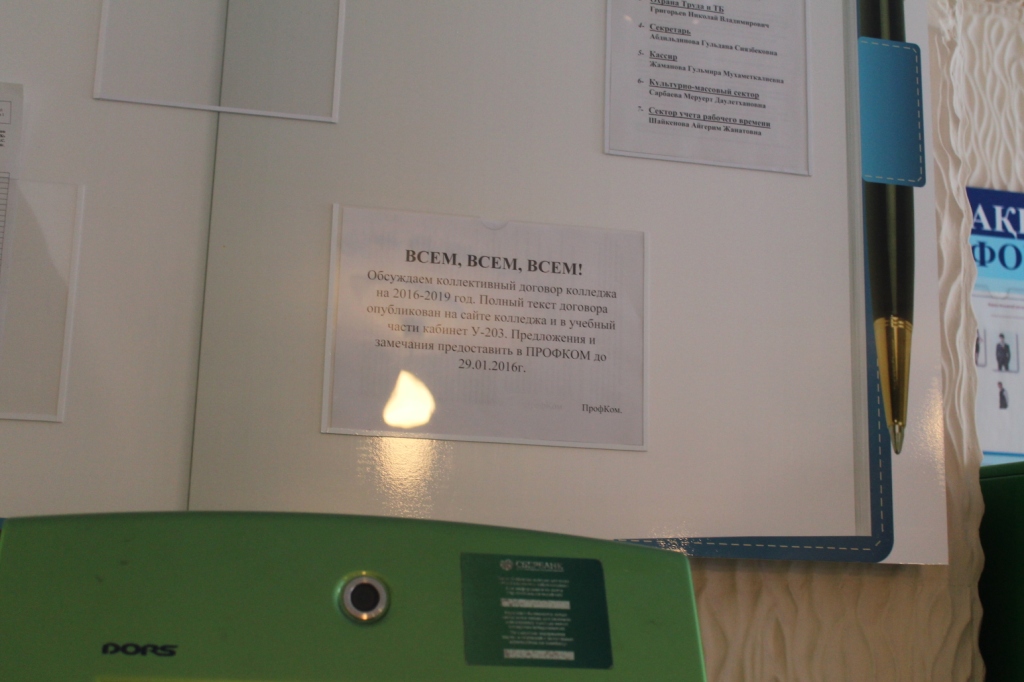 Охрана Труда и ТБ
Григорьев Николай Владимирович
4. Секретарь
Абдильдинова Гульдана Сиязбековна
5. Кассир
Жаманова Гульмира Мухаметкалиевна
6. Культурно-массовый сектор
Сарбаева Меруерт Даулетхановна
7. Сектор учета рабочего времени
Шайкенова Айгерим Жанатовна
ВСЕМ, ВСЕМ, ВСЕМ!
Обсуждаем коллективный договор колледжа
на 2016-2019 год. Полный текст договора
опубликован на сайте колледжа и в учебный
части кабинет У-203. Предложения и
замечания предоставить в ПРОФКОМ до
29.01.2016г.
ПрофКом.
DORS
СБЕРБАНК